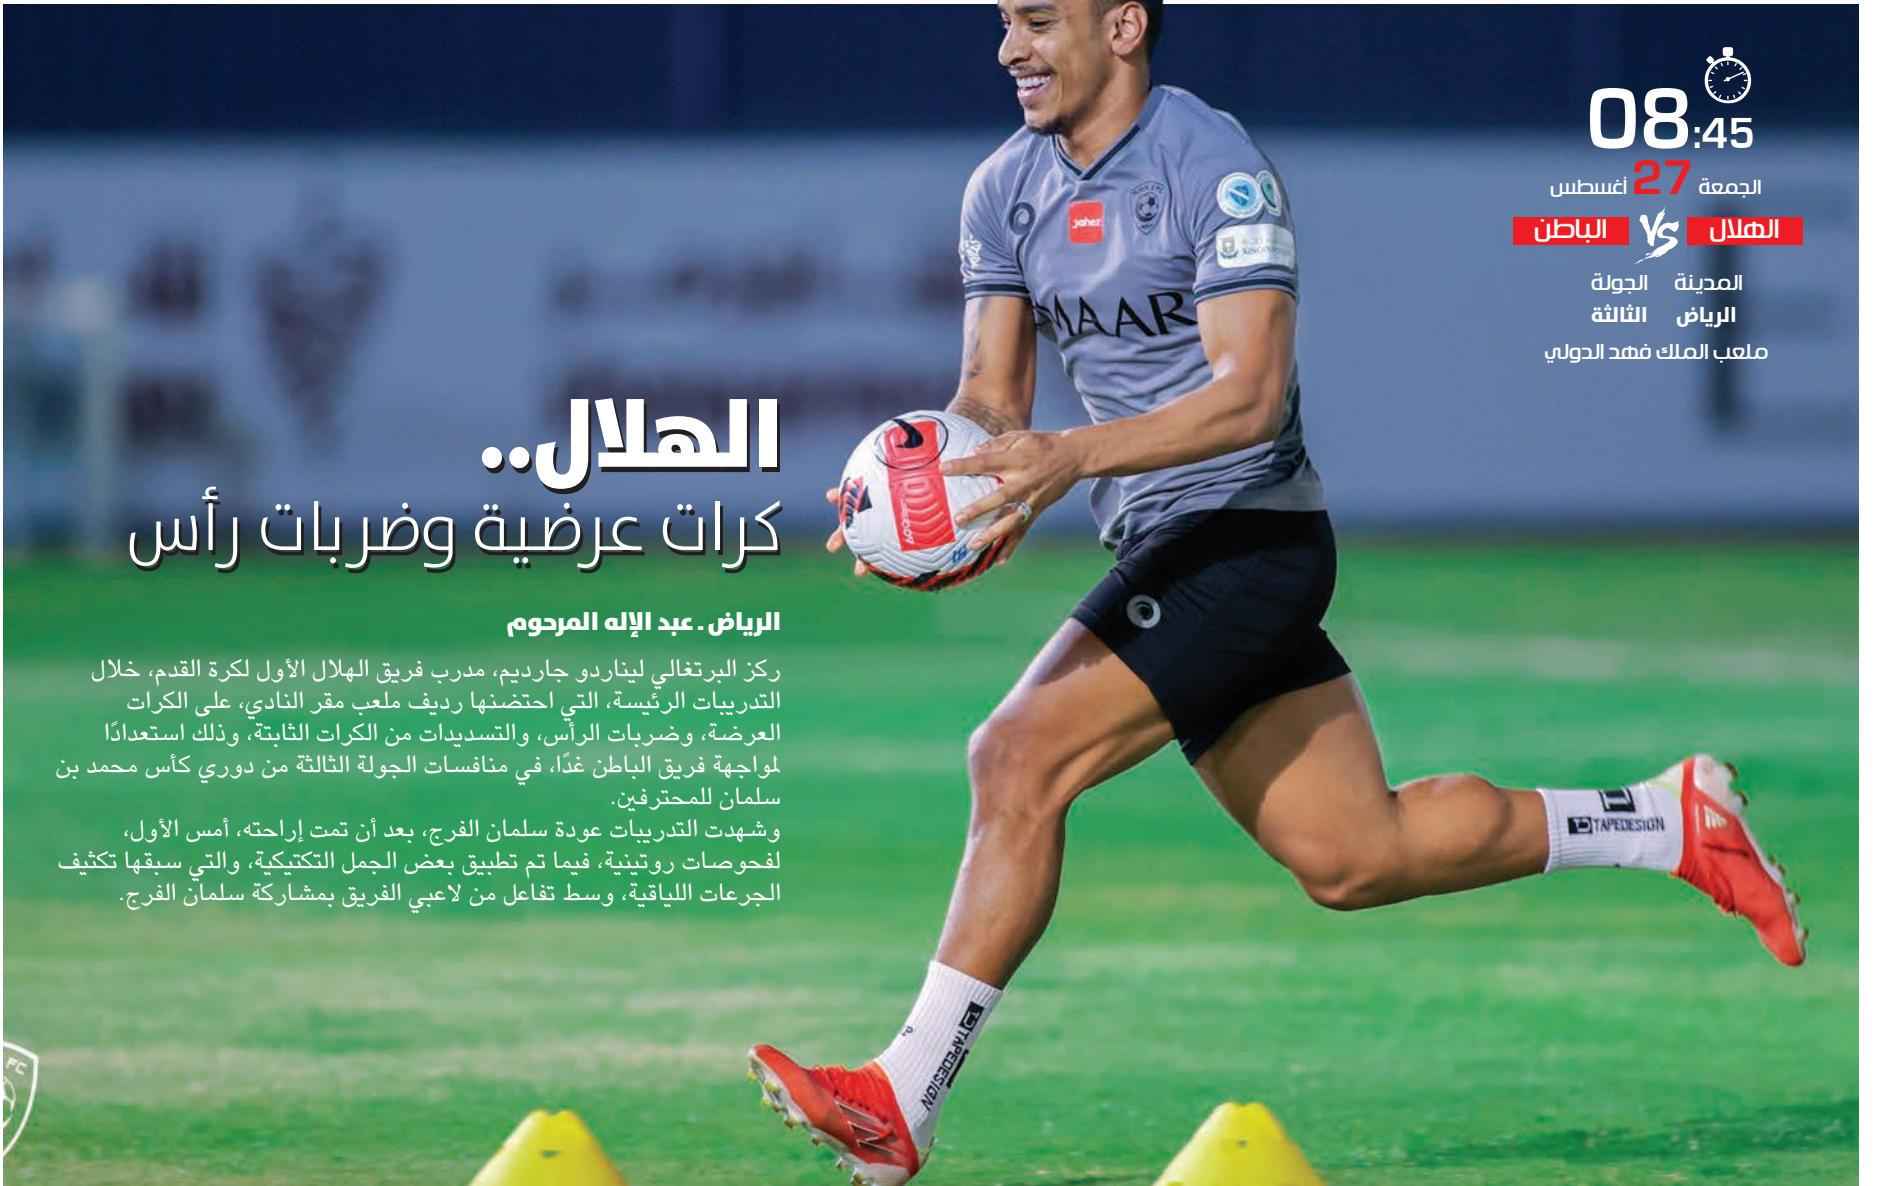 08:45
الجمعة 27 أغسطس
الهلال VS الباطن
المدينة الجولة
الرياض الثالثة
ملعب الملك فهد الدولي
الهلال..
كرات عرضية وضربات رأس
الرياض . عبد الإله المرحوم
ركز البرتغالي ليناردو جارديم، مدرب فريق الهلال الأول لكرة القدم، خلال
التدريبات الرئيسة، التي احتضنها رديف ملعب مقر النادي، على الكرات
العرضة، وضربات الرأس، والتسديدات من الكرات الثابتة، وذلك استعدادًا
لمواجهة فريق الباطن غدًا، في منافسات الجولة الثالثة من دوري كأس محمد بن
سلمان للمحترفين.
وشهدت التدريبات عودة سلمان الفرج، بعد أن تمت إراحته، أمس الأول،
لفحوصات روتينية، فيما تم تطبيق بعض الجمل التكتيكية، والتي سبقها تكثيف
الجرعات اللياقية، وسط تفاعل من لاعبي الفريق بمشاركة سلمان الفرج.
jahez
MAAR
TAPEDESIGN
TAPEDESIGN
FC